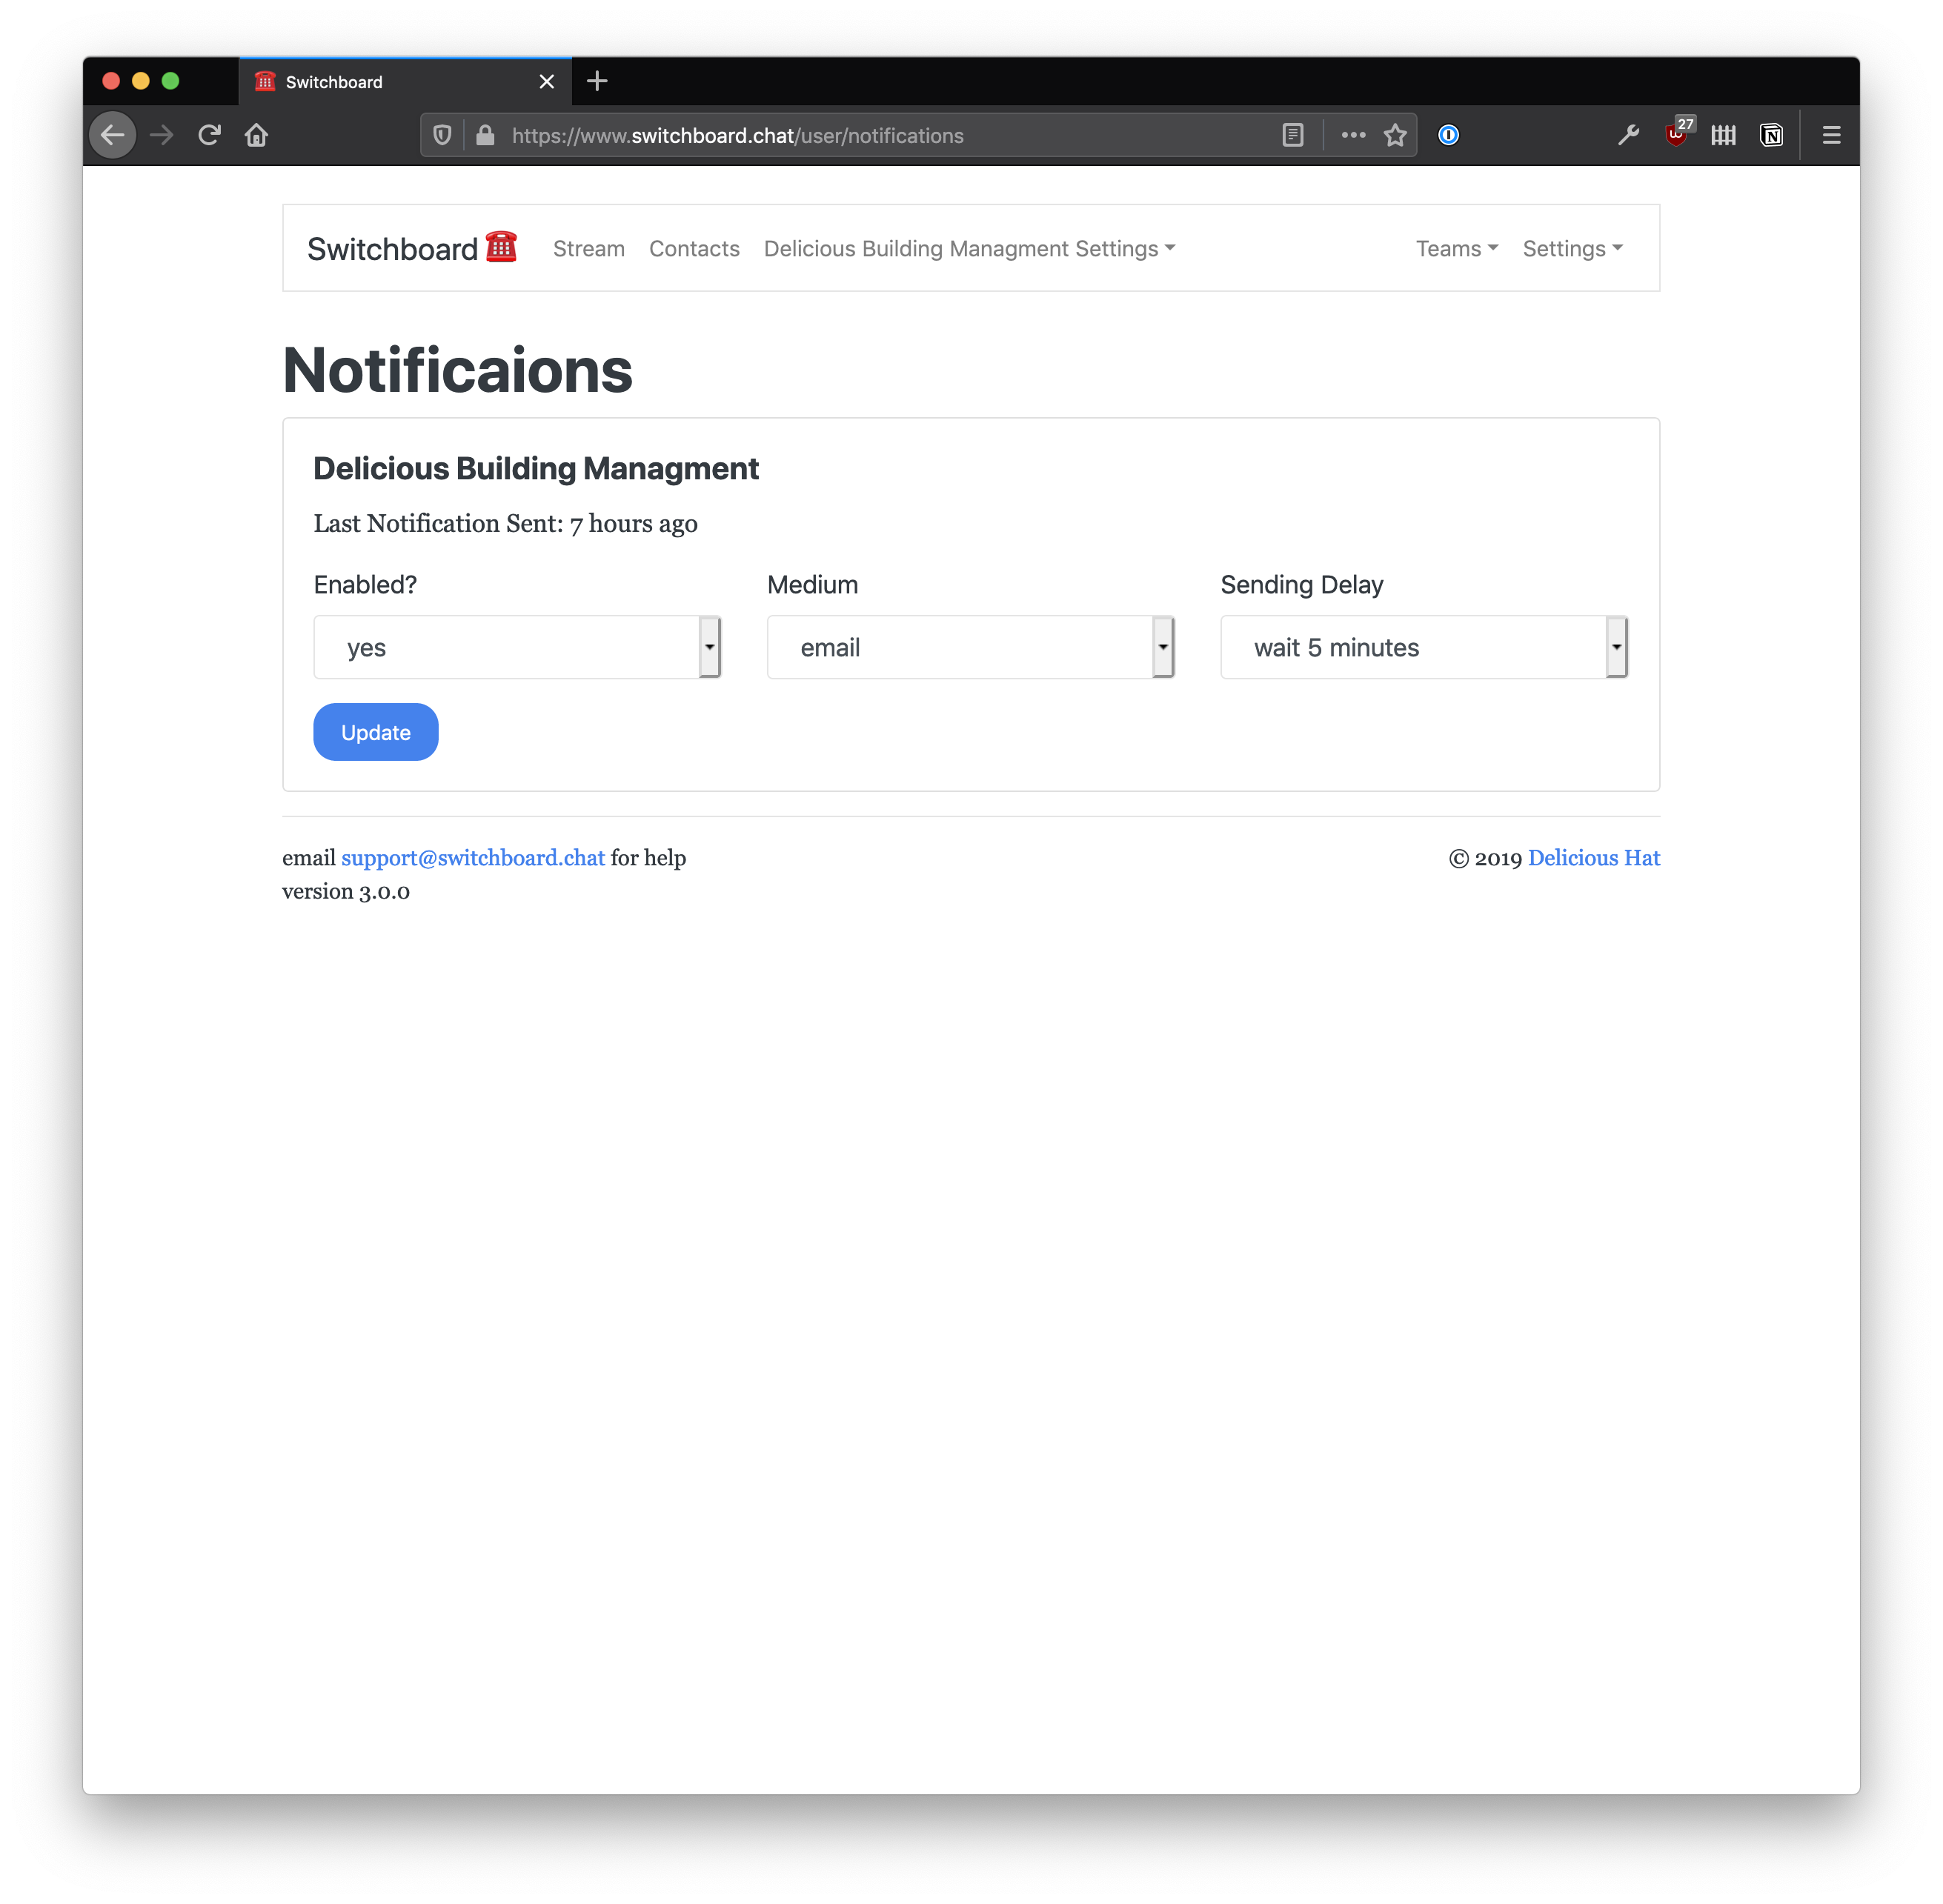 Switchboard
https://www.switchboard.chat/user/notifications
27
Switchboard Stream Contacts Delicious Building Managment Settings Teams Settings
Notificaions
Delicious Building Managment
Last Notification Sent: 7 hours ago
Enabled? Medium Sending Delay
yes email wait 5 minutes
Update
email support@switchboard.chat for help © 2019 Delicious Hat
version 3.0.0